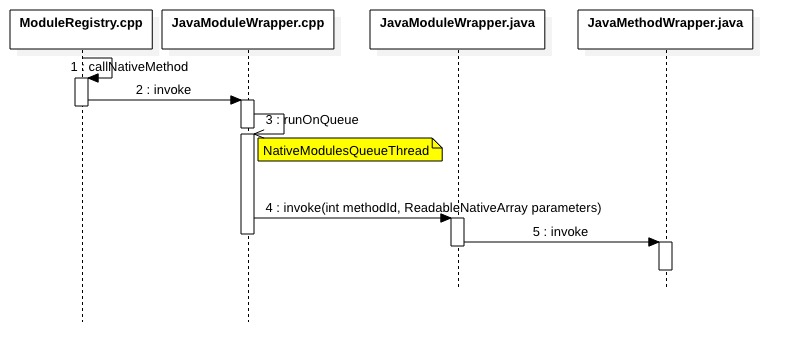 ModuleRegistry.cpp
JavaModuleWrapper.cpp
JavaModuleWrapper.java
JavaMethodWrapper.java
1 : callNativeMethod
2 : invoke
3 : runOnQueue
NativeModulesQueueThread
4 : invoke(int methodId, ReadableNativeArray parameters)
5 : invoke